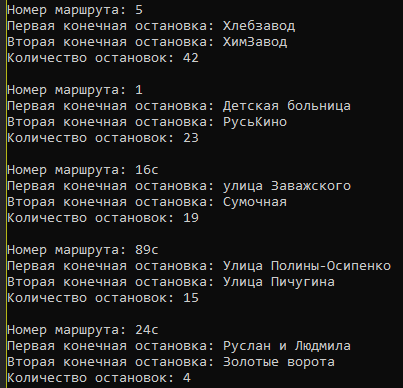 Номер маршрута: 5
Первая конечная остановка: Хлебзавод
Вторая конечная остановка: ХимЗавод
Количество остановок: 42
Номер маршрута: 1
Первая конечная остановка: Детская больница
Вторая конечная остановка: РусьКино
Количество остановок: 23
Номер маршрута: 16с
Первая конечная остановка: улица Заважского
Вторая конечная остановка: Сумочная
Количество остановок: 19
Номер маршрута: 89с
Первая конечная остановка: Улица Полины-Осипенко
Вторая конечная остановка: Улица Пичугина
Количество остановок: 15
Номер маршрута: 24с
Первая конечная остановка: Руслан и Людмила
Вторая конечная остановка: Золотые ворота
Количество остановок: 4